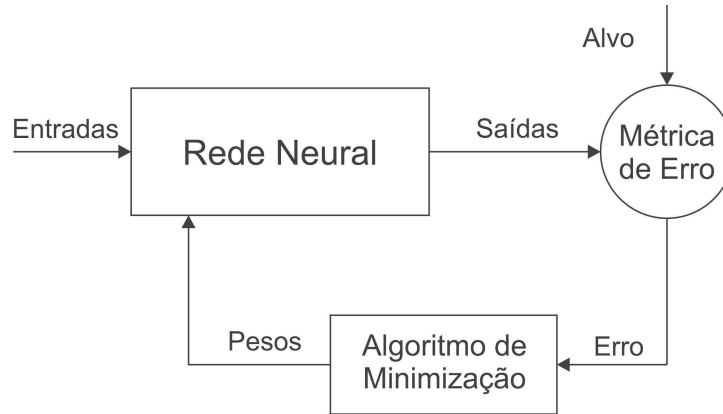 Alvo
Entradas
Rede Neural
Saídas
Métrica
de Erro
Pesos
Algoritmo de
Minimização
Erro